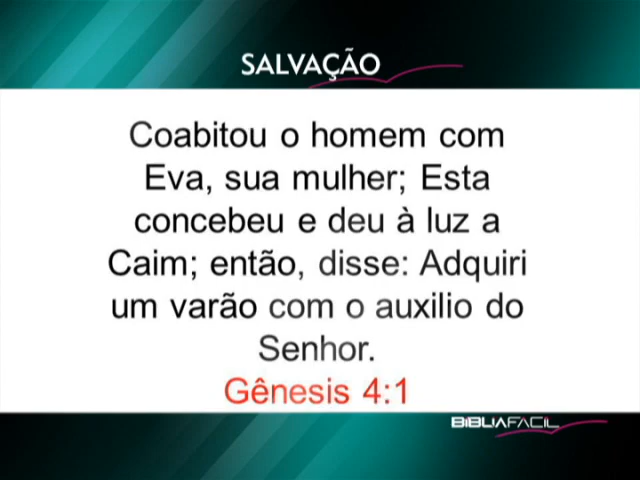 SALVAÇÃO
Coabitou o homem com
Eva, sua mulher; Esta
concebeu e deu à luz a
Caim; então, disse: Adquiri
um varão com o auxilio do
Senhor.
Gênesis 4:1
BIBLIAFACIL